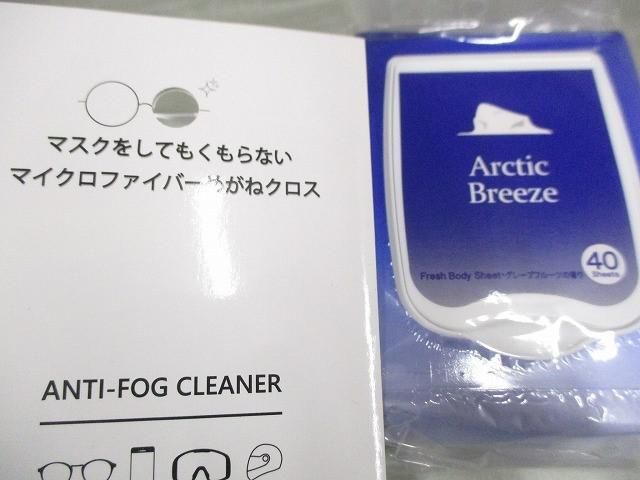 マスクをしてもくもらない
マイクロファイバーめがねクロス
ANTI-FOG CLEANER
Arctic
Breeze
Fresh Body Sheet・グレープフルーツの香り
40
Sheets